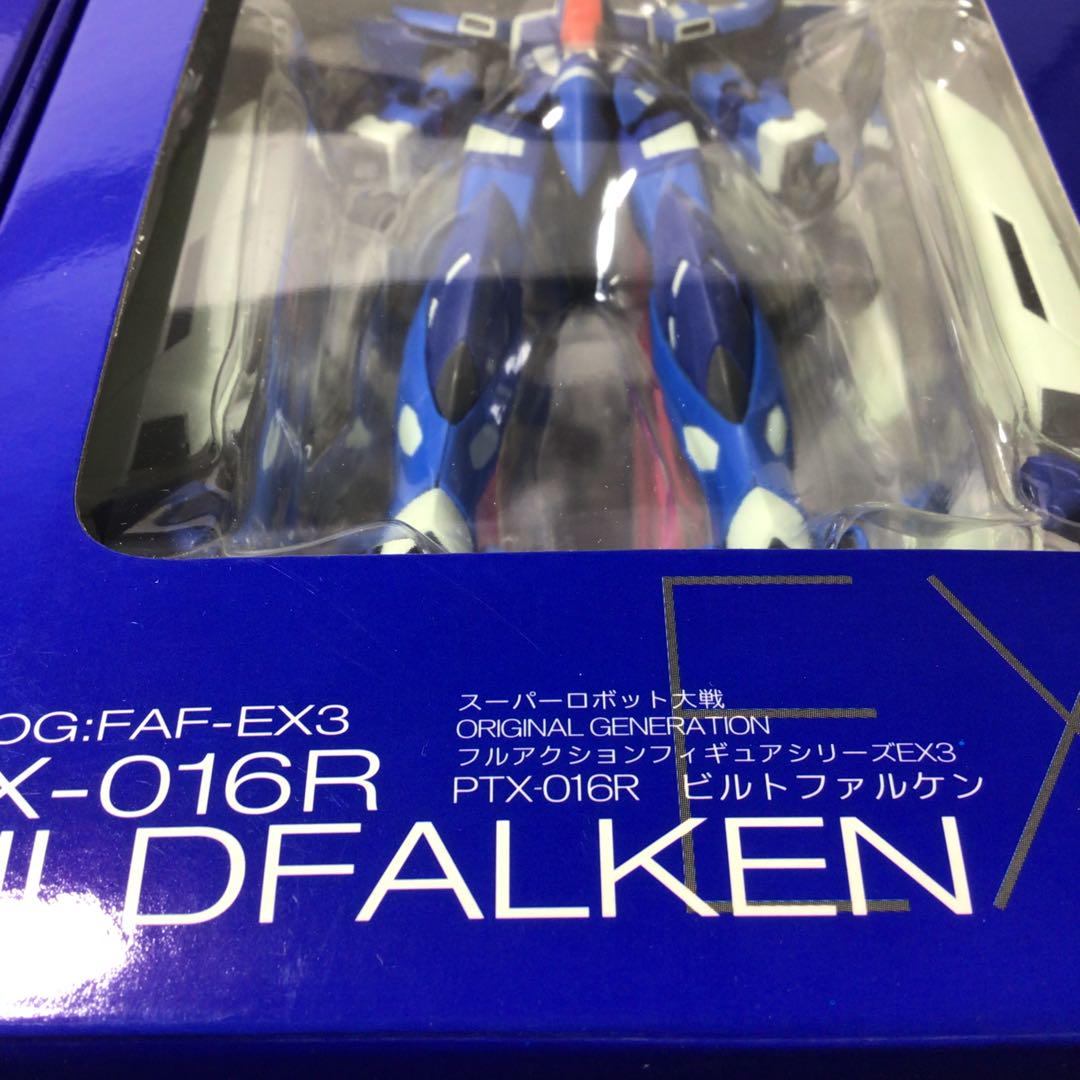 OG:FAF-EX3
X-016R
スーパーロボット大戦
ORIGINAL GENERATION
フルアクションフィギュアシリーズEX3
PTX-016R ビルトファルケン
ILDFALKEN
EX